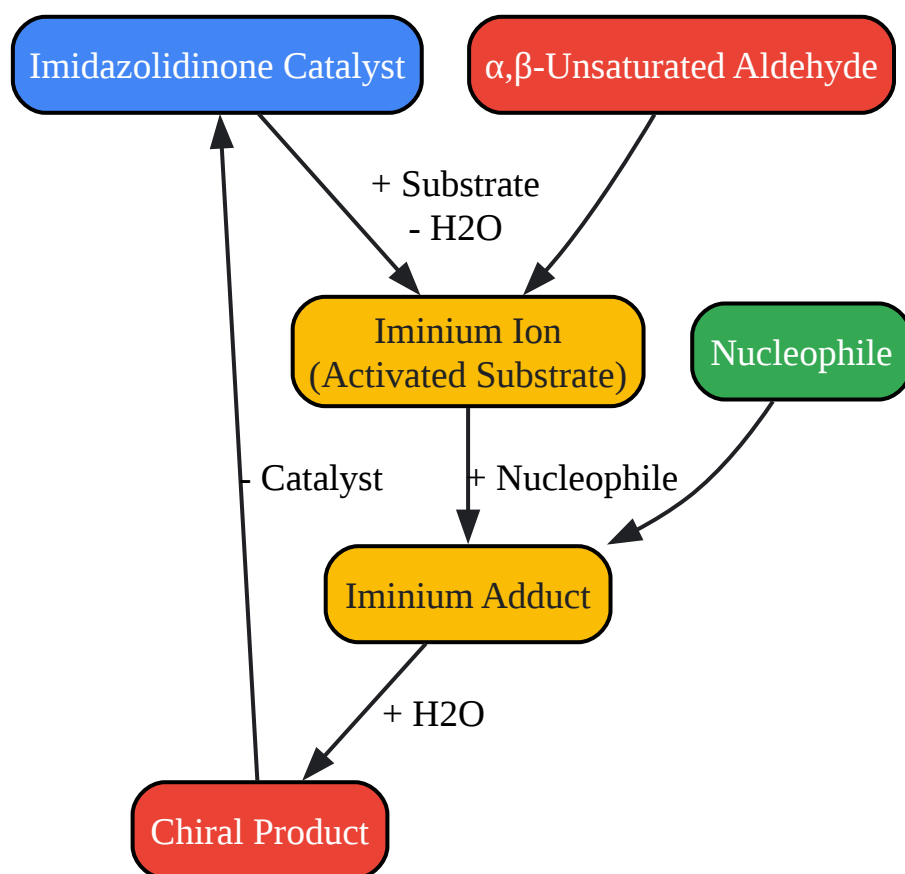 Imidazolidinone Catalyst
α,β-Unsaturated Aldehyde
+ Substrate
- H2O
Iminium Ion
(Activated Substrate)
Nucleophile
- Catalyst
+ Nucleophile
Iminium Adduct
+ H2O
Chiral Product